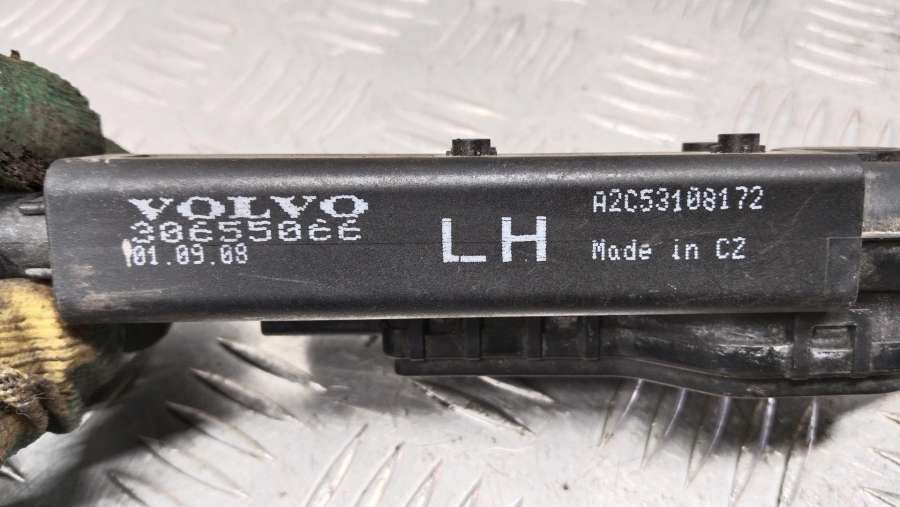 VOLVO
30655066
01.09.08
LH
A2C53108172
Made in CZ